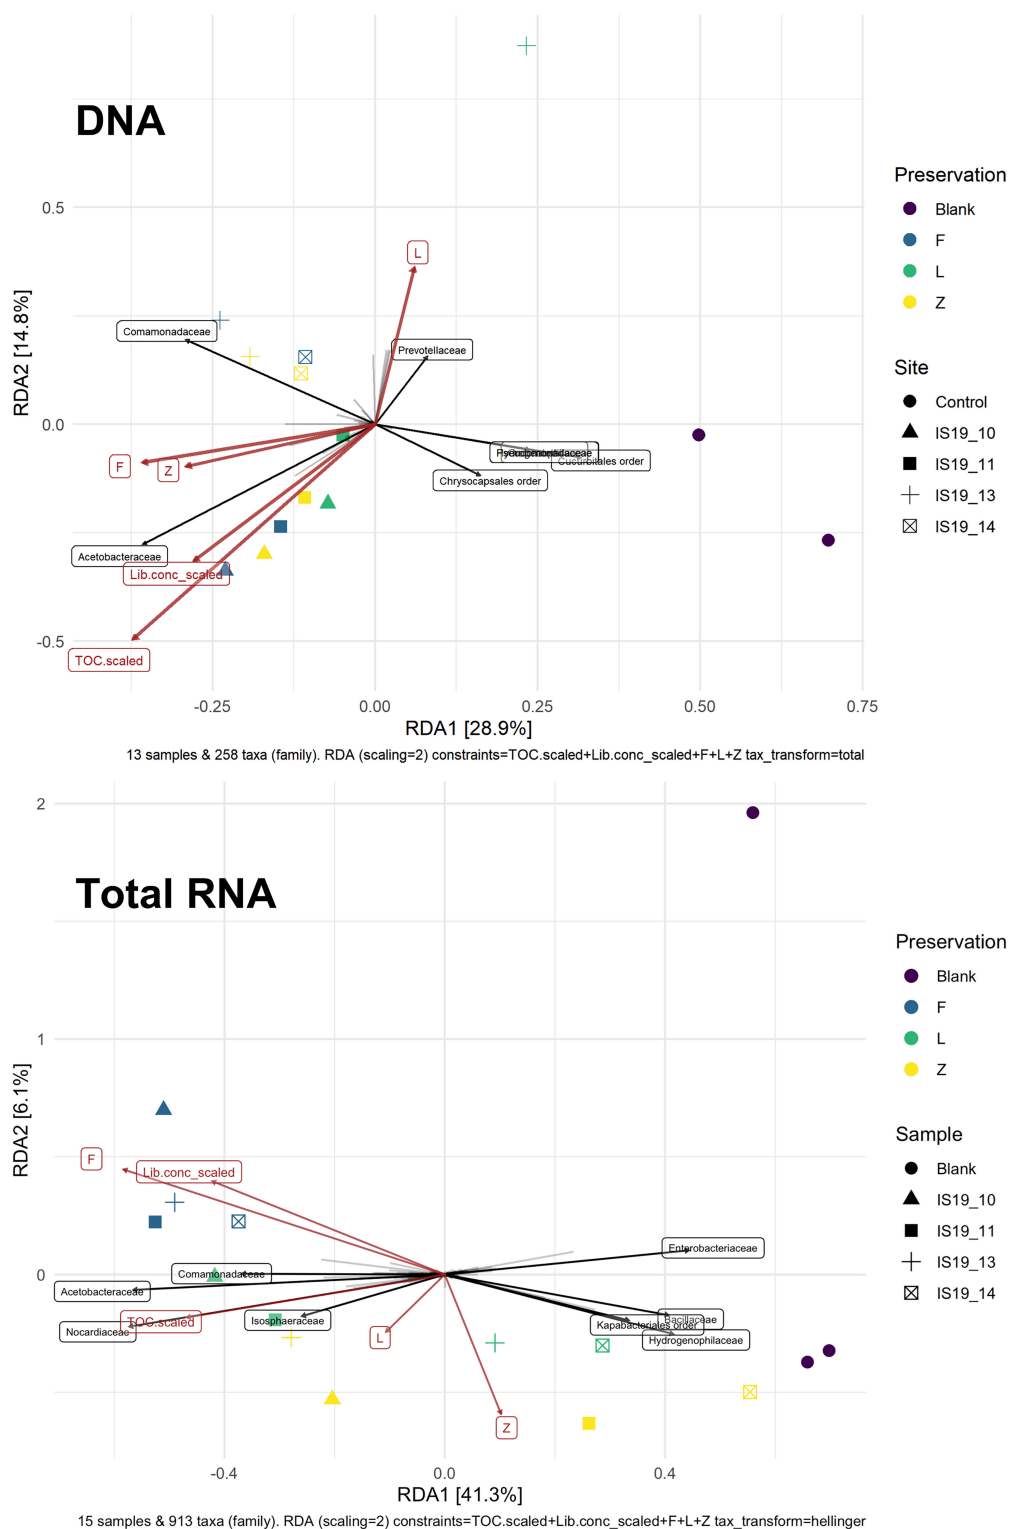 DNA
0.5
0.0
-0.5
RDA2 [14.8%]
L
Comamonadaceae
Prevotellaceae
F
Z
Cucurbitales order
Chrysocapsales order
Acetobacteraceae
Lib.conc_scaled
TOC.scaled
-0.25
0.00
0.25
0.50
0.75
RDA1 [28.9%]
13 samples & 258 taxa (family). RDA (scaling=2) constraints=TOC.scaled+Lib.conc_scaled+F+L+Z tax_transform=total
Preservation
Blank
F
L
Z
Site
Control
IS19_10
IS19_11
IS19_13
IS19_14
Total RNA
2
1
0
RDA2 [6.1%]
F
Lib.conc_scaled
Enterobacteriaceae
Comamonadaceae
Acetobacteraceae
TOC.scaled
Isosphaeraceae
Bacillaceae
Kapabacteriales order
Nocardiaceae
L
Hydrogenophilaceae
Z
-0.4
0.0
0.4
RDA1 [41.3%]
15 samples & 913 taxa (family). RDA (scaling=2) constraints=TOC.scaled+Lib.conc_scaled+F+L+Z tax_transform=hellinger
Preservation
Blank
F
L
Z
Sample
Blank
IS19_10
IS19_11
IS19_13
IS19_14